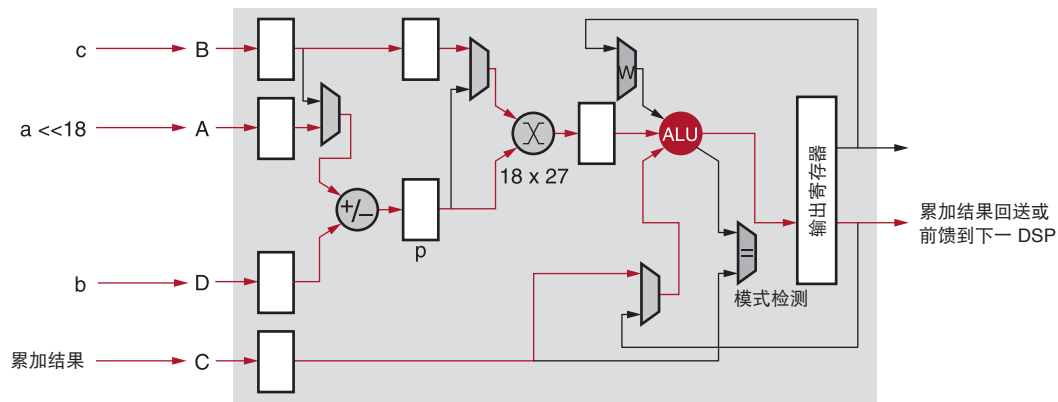 c
B
W
a <<18
A
ALU
18 x 27
+/–
p
输出寄存器
累加结果回送或
前馈到下一 DSP
b
D
=
模式检测
累加结果
C